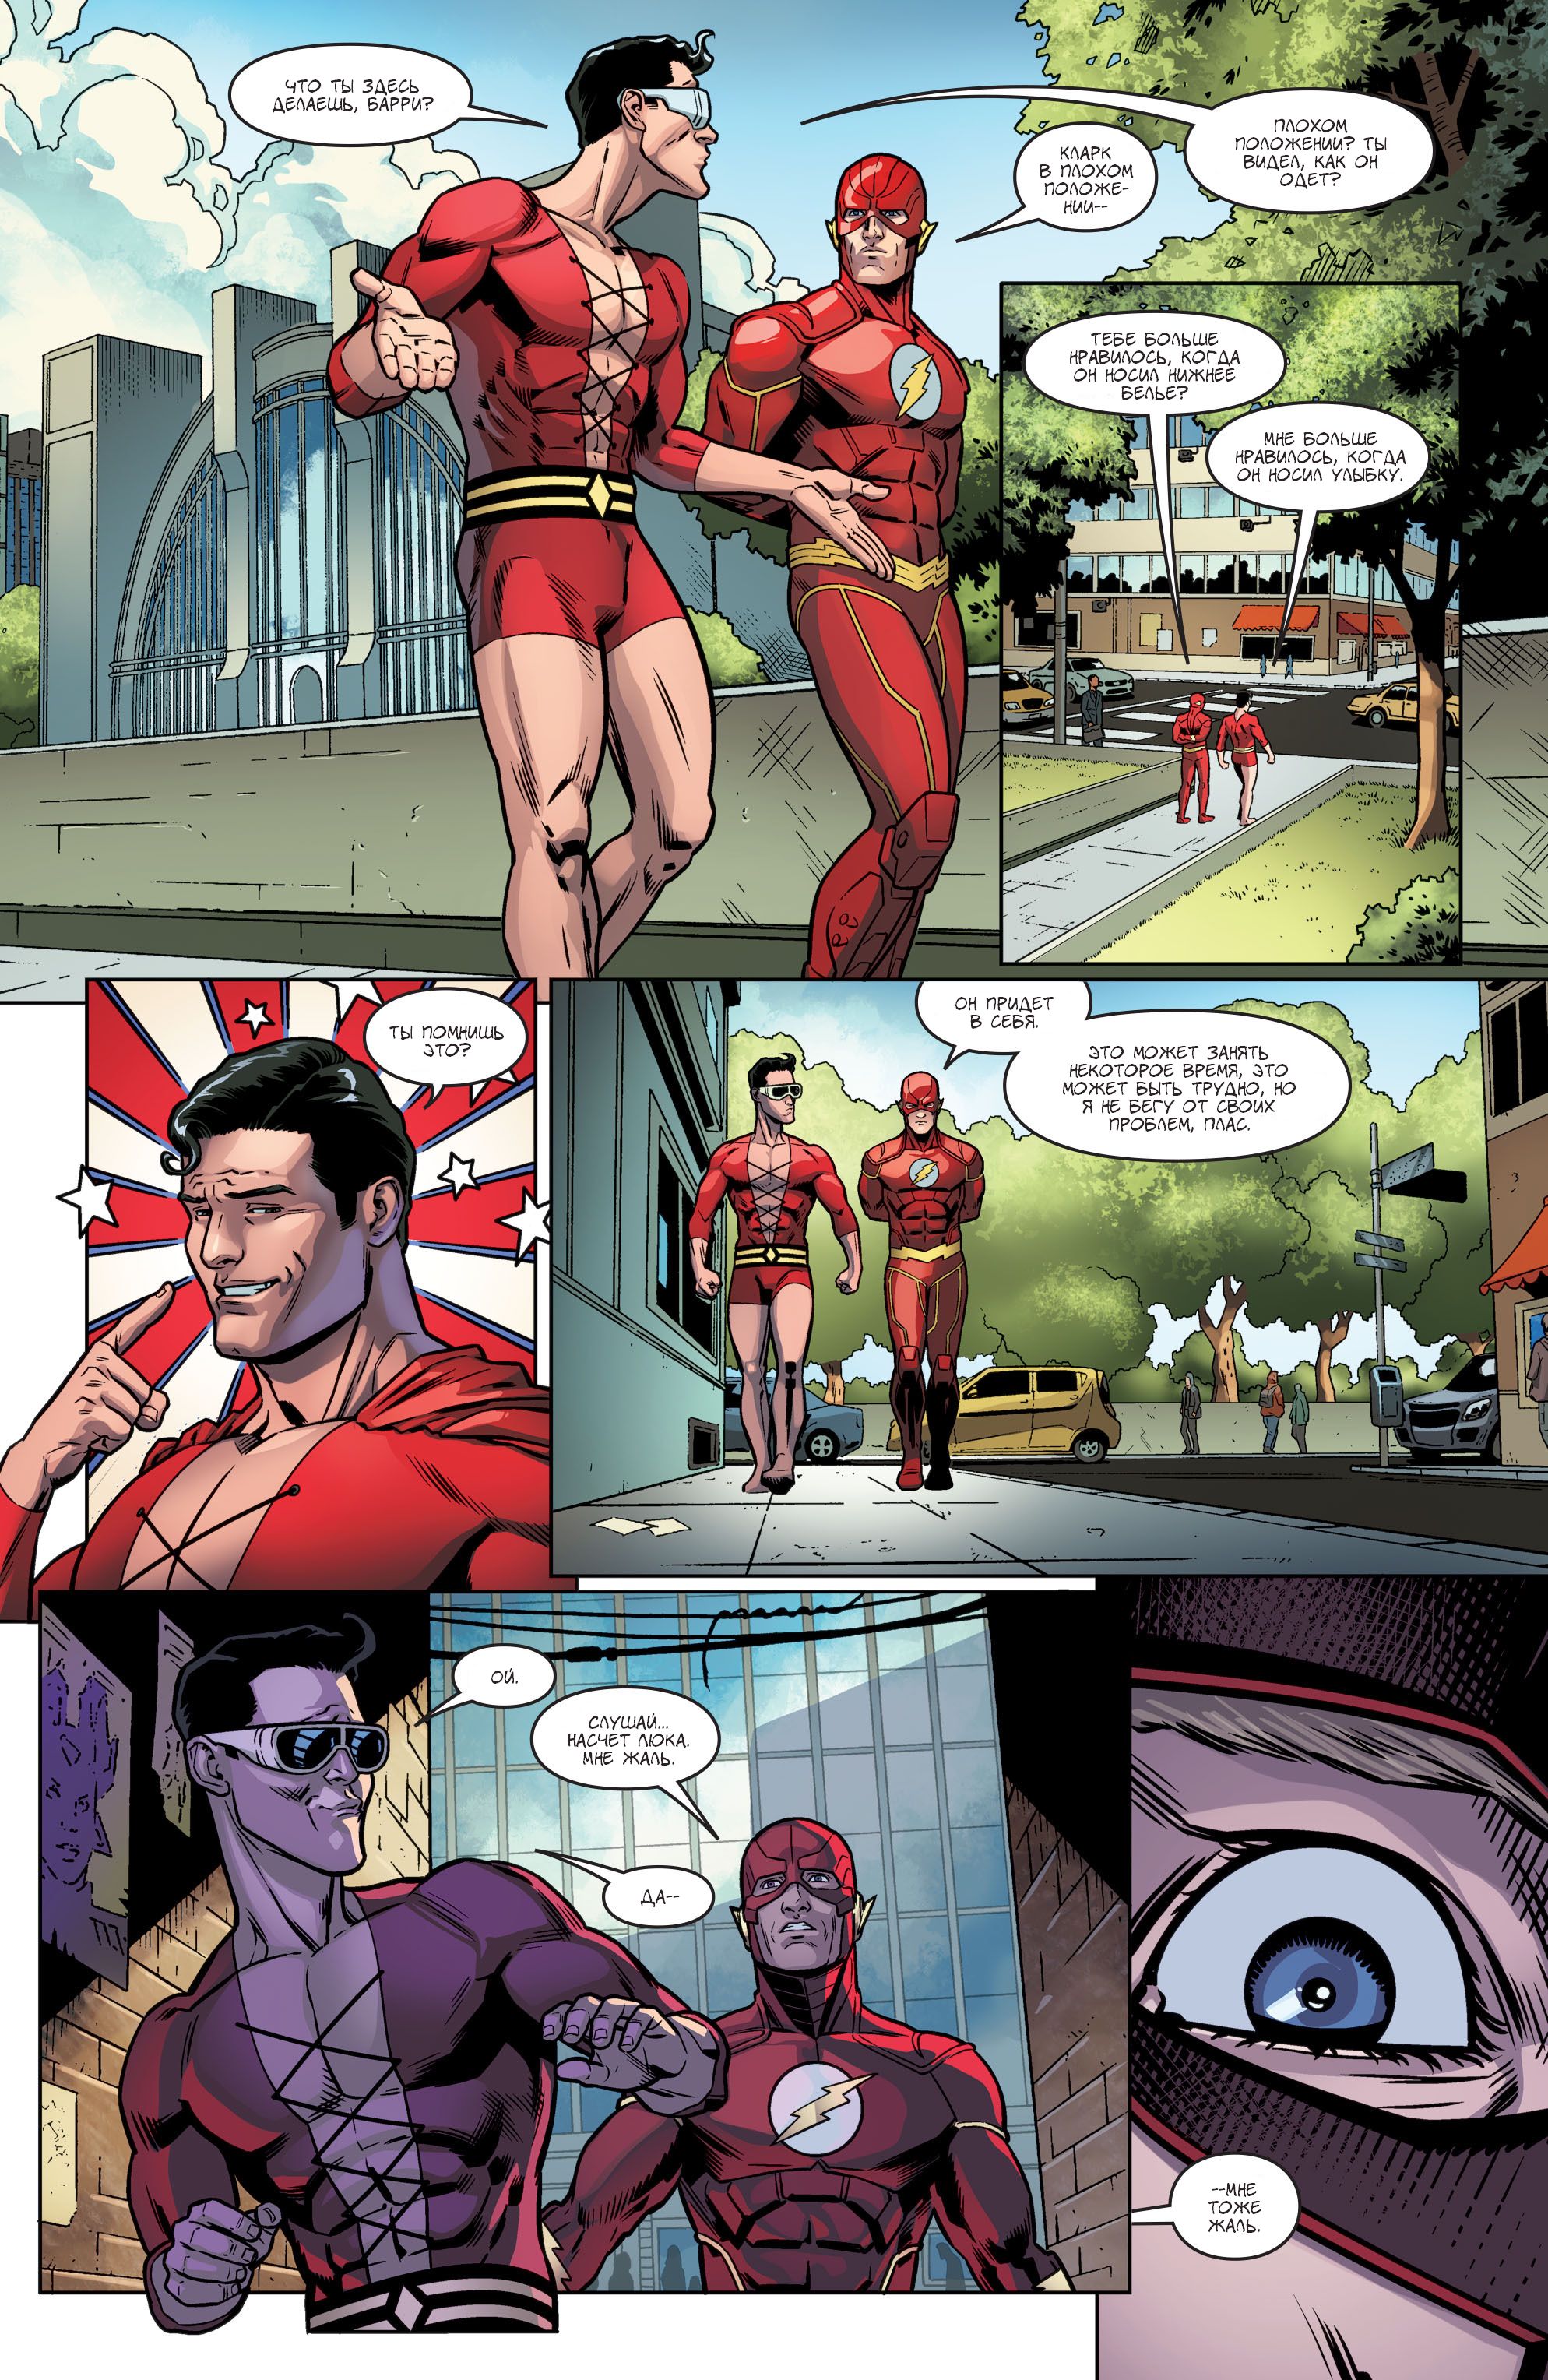 ЧТО ТЫ ЗДЕСЬ
ДЕЛАЕШЬ, БАРРИ?
КЛАРК
В ПЛОХОМ
ПОЛОЖЕ-
НИИ--
ПЛОХОМ
ПОЛОЖЕНИИ? ТЫ
ВИДЕЛ, КАК ОН
ОДЕТ?
ТЕБЕ БОЛЬШЕ
НРАВИЛОСЬ, КОГДА
ОН НОСИЛ НИЖНЕЕ
БЕЛЬЕ?
МНЕ БОЛЬШЕ
НРАВИЛОСЬ, КОГДА
ОН НОСИЛ УЛЫБКУ.
ТЫ ПОМНИШЬ
ЭТО?
ОН ПРИДЕТ
В СЕБЯ.
ЭТО МОЖЕТ ЗАНЯТЬ
НЕКОТОРОЕ ВРЕМЯ, ЭТО
МОЖЕТ БЫТЬ ТРУДНО, НО
Я НЕ БЕГУ ОТ СВОИХ
ПРОБЛЕМ, ПЛАС.
ОЙ.
СЛУШАЙ...
НАСЧЕТ ЛЮКА.
МНЕ ЖАЛЬ.
ДА--
--МНЕ
ТОЖЕ
ЖАЛЬ.